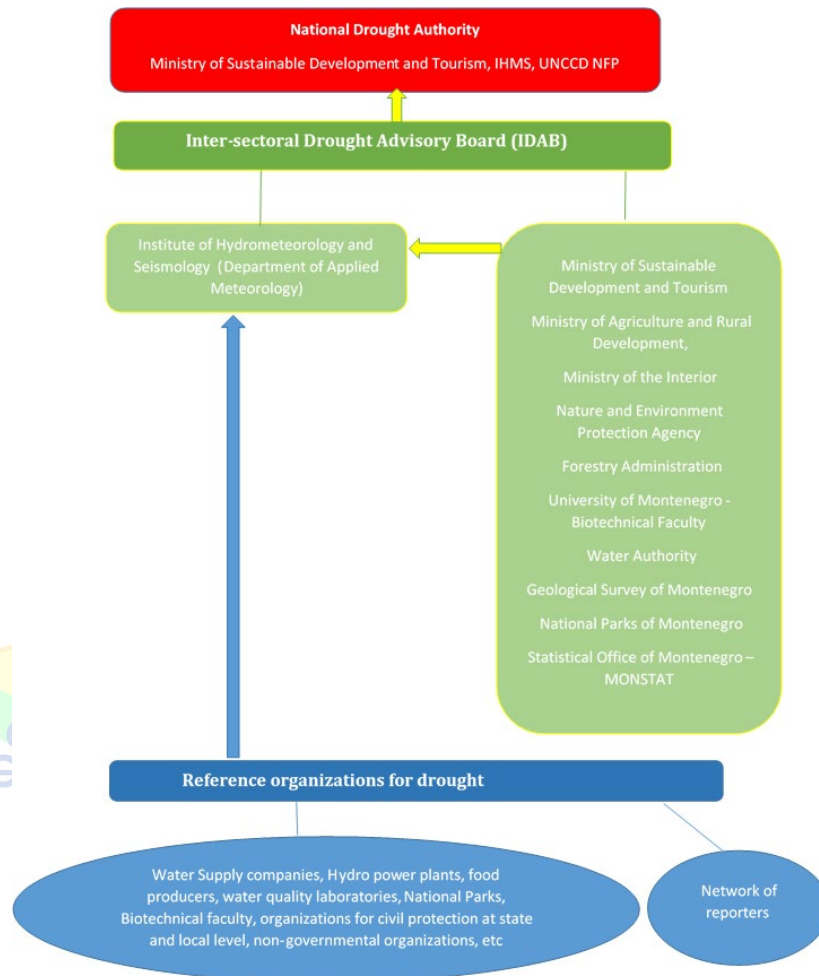 National Drought Authority
Ministry of Sustainable Development and Tourism, IHMS, UNCCD NFP
Inter-sectoral Drought Advisory Board (IDAB)
Institute of Hydrometeorology and
Seismology (Department of Applied
Meteorology)
Ministry of Sustainable
Development and Tourism
Ministry of Agriculture and Rural
Development,
Ministry of the Interior
Nature and Environment
Protection Agency
Forestry Administration
University of Montenegro -
Biotechnical Faculty
Water Authority
Geological Survey of Montenegro
National Parks of Montenegro
Statistical Office of Montenegro –
MONSTAT
Reference organizations for drought
Water Supply companies, Hydro power plants, food
producers, water quality laboratories, National Parks,
Biotechnical faculty, organizations for civil protection at state
and local level, non-governmental organizations, etc
Network of
reporters